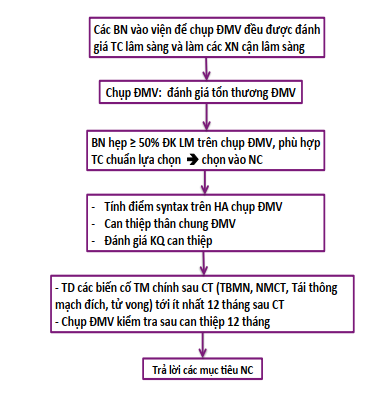 Các BN vào viện để chụp ĐMV đều được đánh
giá TC lâm sàng và làm các XN cận lâm sàng
Chụp ĐMV: đánh giá tổn thương ĐMV
BN hẹp ≥ 50% ĐK LM trên chụp ĐMV, phù hợp
TC chuẩn lựa chọn ➔ chọn vào NC
- Tính điểm syntax trên HA chụp ĐMV
- Can thiệp thân chung ĐMV
- Đánh giá KQ can thiệp
- TD các biến cố TM chính sau CT (TBMN, NMCT, Tái thông
mạch đích, tử vong) tới ít nhất 12 tháng sau CT
- Chụp ĐMV kiểm tra sau can thiệp 12 tháng
Trả lời các mục tiêu NC